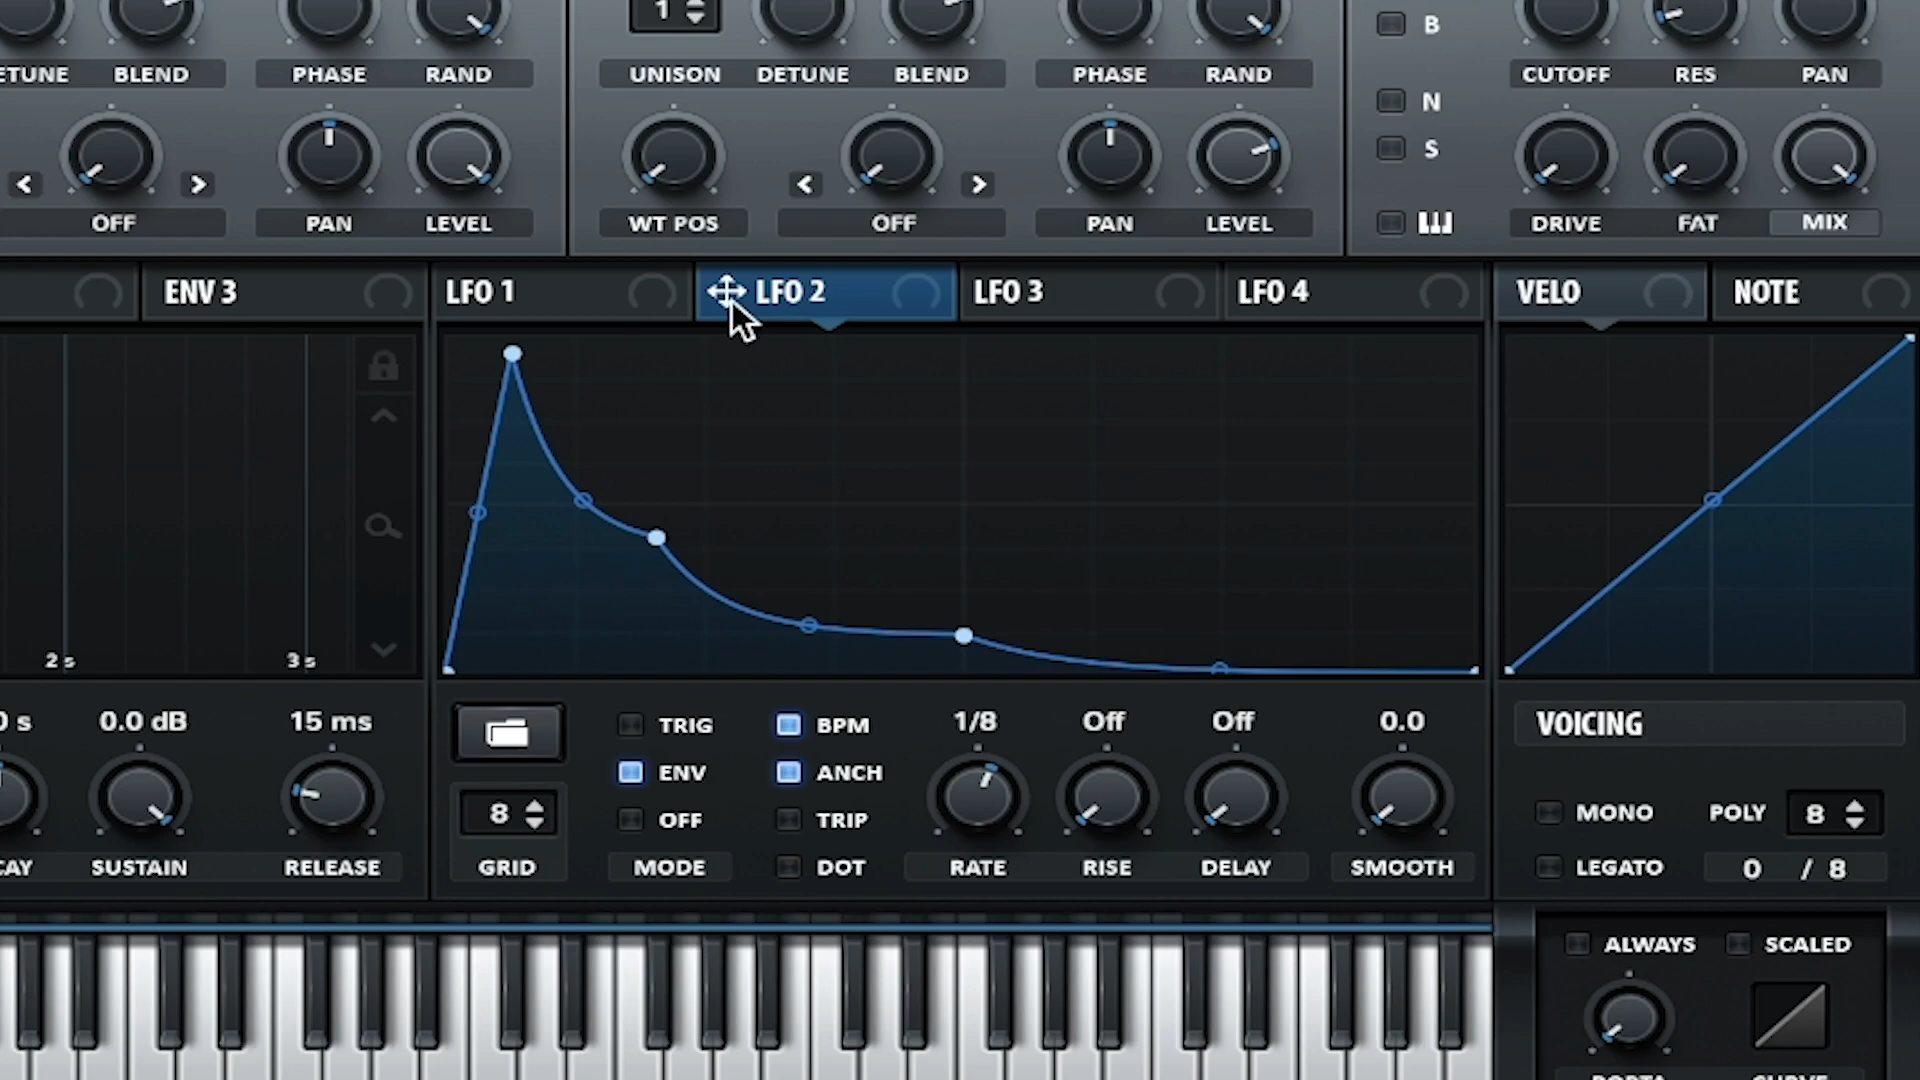 1
B
ETUNE BLEND PHASE RAND UNISON DETUNE BLEND PHASE RAND CUTOFF RES PAN
N
S
< > < >
OFF PAN LEVEL WT POS OFF PAN LEVEL DRIVE FAT MIX
ENV 3 LFO 1 LFO 2 LFO 3 LFO 4 VELO NOTE
2 s 3 s
0 s 0.0 dB 15 ms TRIG BPM 1/8 Off Off 0.0 VOICING
ENV ANCH
8 OFF TRIP MONO POLY 8
CAY SUSTAIN RELEASE GRID MODE DOT RATE RISE DELAY SMOOTH LEGATO 0 / 8
ALWAYS SCALED